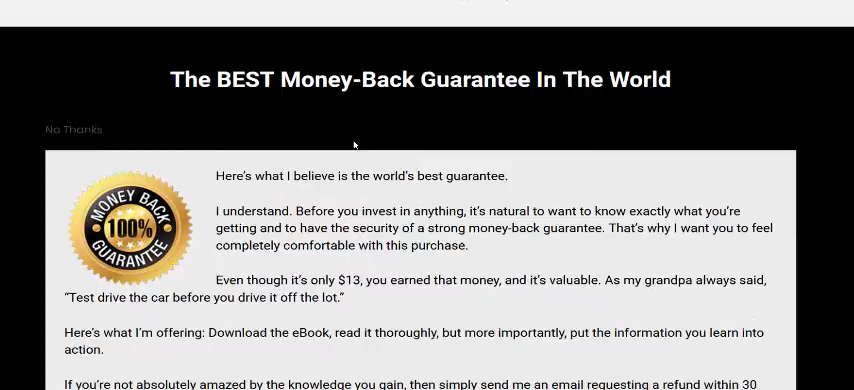 The BEST Money-Back Guarantee In The World
No Thanks
MONEY BACK
100%
GUARANTEE
Here's what I believe is the world's best guarantee.
I understand. Before you invest in anything, it's natural to want to know exactly what you're
getting and to have the security of a strong money-back guarantee. That's why I want you to feel
completely comfortable with this purchase.
Even though it's only $13, you earned that money, and it's valuable. As my grandpa always said,
“Test drive the car before you drive it off the lot.”
Here's what I'm offering: Download the eBook, read it thoroughly, but more importantly, put the information you learn into
action.
If you're not absolutely amazed by the knowledge you gain, then simply send me an email requesting a refund within 30